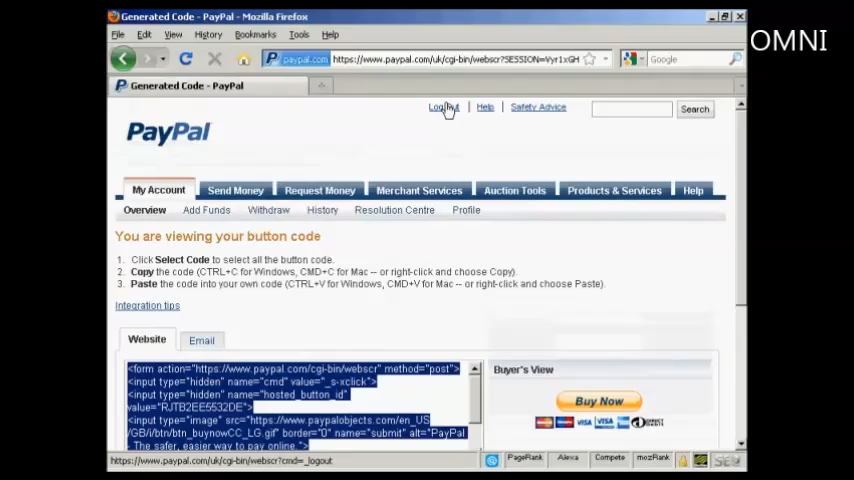 Generated Code - PayPal - Mozilla Firefox
OMNI
File Edit View History Bookmarks Tools Help
paypal.com https://www.paypal.com/uk/cgi-bin/webscr?SESSION=Vyr1xGH
Google
Generated Code - PayPal
Help | Safety Advice
Search
PayPal
My Account Send Money Request Money Merchant Services Auction Tools Products & Services Help
Overview Add Funds Withdraw History Resolution Centre Profile
You are viewing your button code
1. Click Select Code to select all the button code.
2. Copy the code (CTRL+C for Windows, CMD+C for Mac -- or right-click and choose Copy).
3. Paste the code into your own code (CTRL+V for Windows, CMD+V for Mac -- or right-click and choose Paste).
Integration tips
Website Email
<form action="https://www.paypal.com/cgi-bin/webscr" method="post">
<input type="hidden" name="cmd" value="_s-xclick">
<input type="hidden" name="hosted_button_id"
value="RJTB2EE5532DE">
<input type="image" src="https://www.paypalobjects.com/en_US
/GB/i/btn/btn_buynowCC_LG.gif" border="0" name="submit" alt="PayPal
- The safer, easier way to pay online.">
Buyer's View
Buy Now
VISA VISA
https://www.paypal.com/uk/cgi-bin/webscr?cmd=_logout
PageRank Alexa Compete mozRank